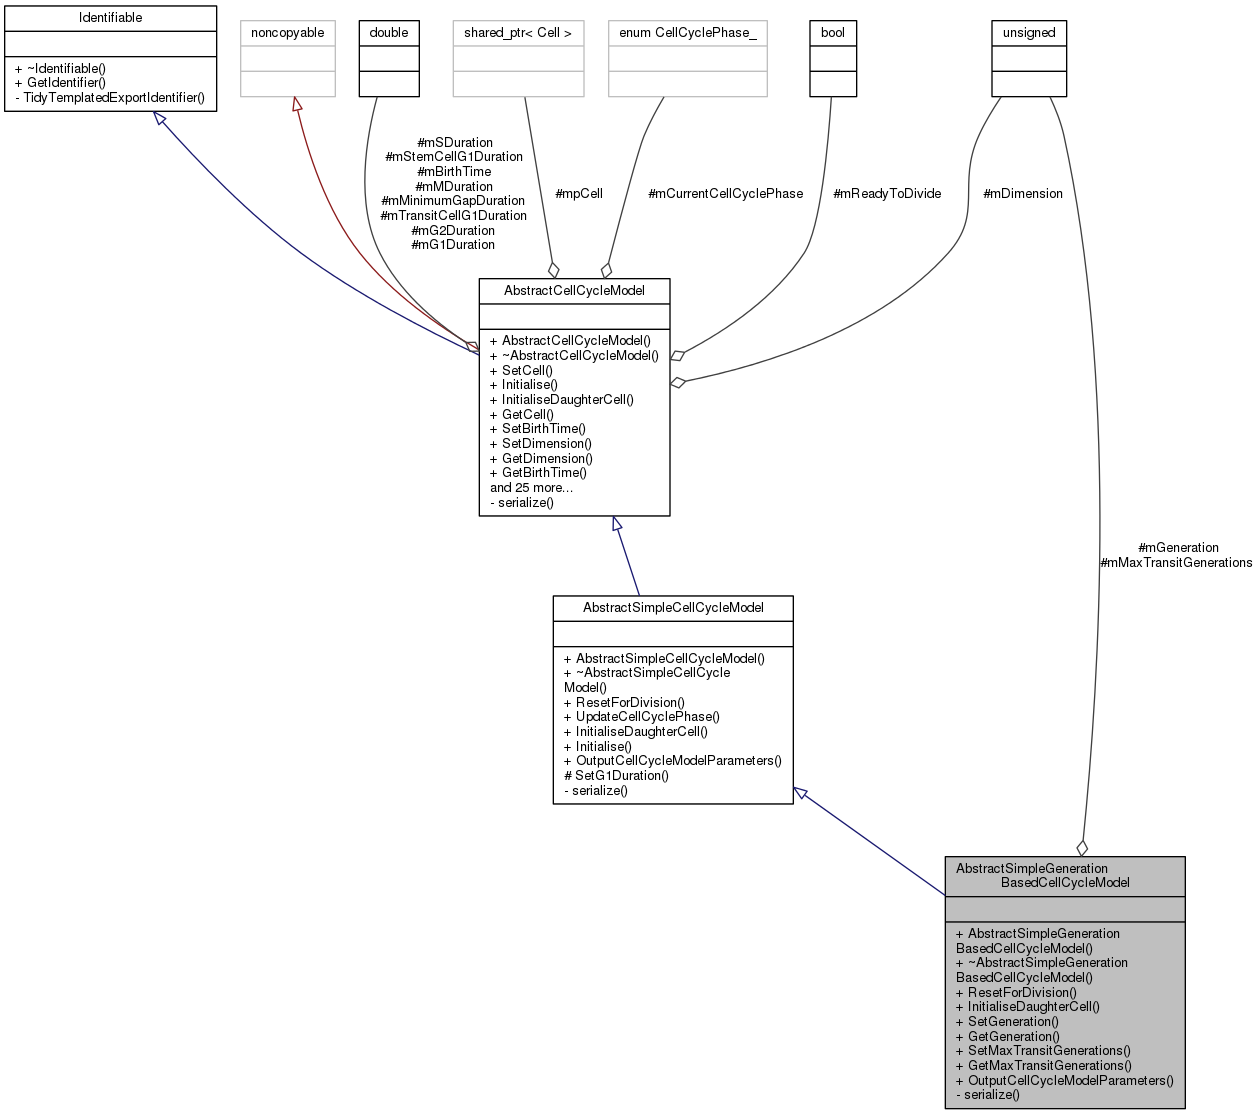 Identifiable
+ ~Identifiable()
+ GetIdentifier()
- TidyTemplatedExportIdentifier()
noncopyable
double
shared_ptr< Cell >
enum CellCyclePhase_
bool
unsigned
#mSDuration
#mStemCellG1Duration
#mBirthTime
#mMDuration
#mMinimumGapDuration
#mTransitCellG1Duration
#mG2Duration
#mG1Duration
#mpCell
#mCurrentCellCyclePhase
#mReadyToDivide
#mDimension
AbstractCellCycleModel
+ AbstractCellCycleModel()
+ ~AbstractCellCycleModel()
+ SetCell()
+ Initialise()
+ InitialiseDaughterCell()
+ GetCell()
+ SetBirthTime()
+ SetDimension()
+ GetDimension()
+ GetBirthTime()
and 25 more...
- serialize()
#mGeneration
#mMaxTransitGenerations
AbstractSimpleCellCycleModel
+ AbstractSimpleCellCycleModel()
+ ~AbstractSimpleCellCycle
Model()
+ ResetForDivision()
+ UpdateCellCyclePhase()
+ InitialiseDaughterCell()
+ Initialise()
+ OutputCellCycleModelParameters()
# SetG1Duration()
- serialize()
AbstractSimpleGeneration
BasedCellCycleModel
+ AbstractSimpleGeneration
BasedCellCycleModel()
+ ~AbstractSimpleGeneration
BasedCellCycleModel()
+ ResetForDivision()
+ InitialiseDaughterCell()
+ SetGeneration()
+ GetGeneration()
+ SetMaxTransitGenerations()
+ GetMaxTransitGenerations()
+ OutputCellCycleModelParameters()
- serialize()